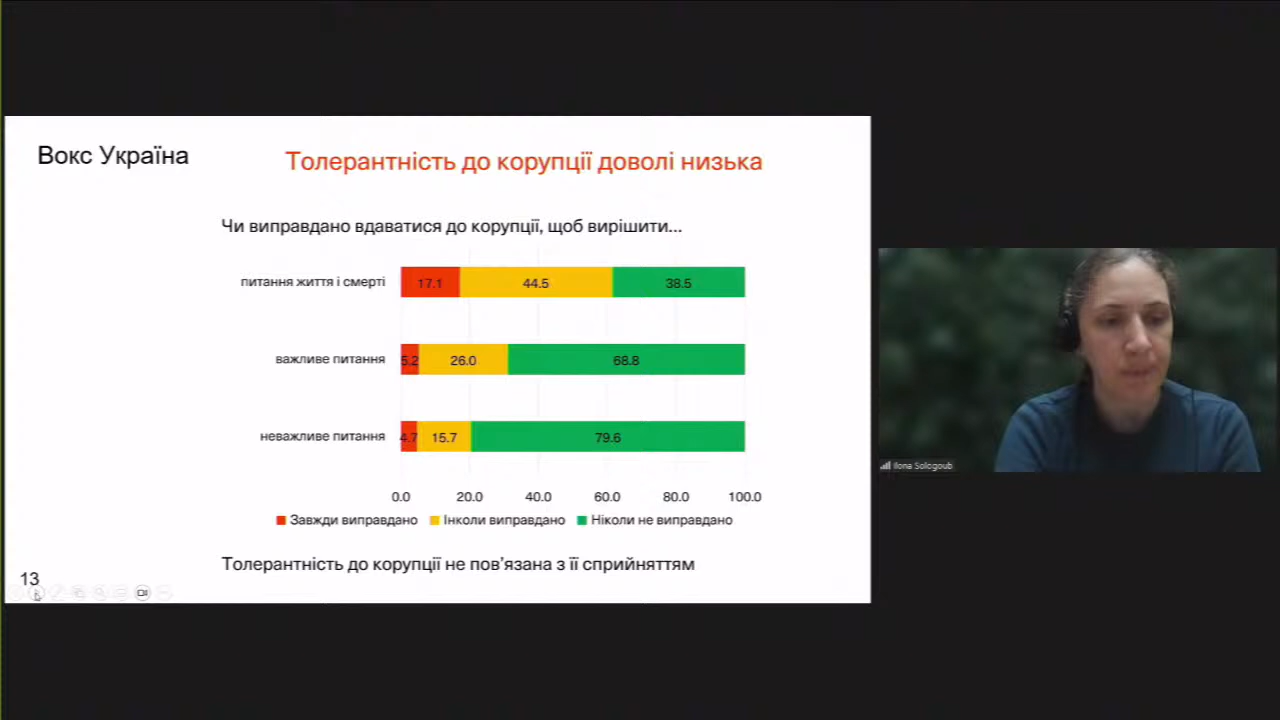 Вокс Україна
Толерантність до корупції доволі низька
Чи виправдано вдаватися до корупції, щоб вирішити...
питання життя і смерті
17.1 44.5 38.5
важливе питання
5.2 26.0 68.8
неважливе питання
4.7 15.7 79.6
0.0 20.0 40.0 60.0 80.0 100.0
Завжди виправдано Інколи виправдано Ніколи не виправдано
Толерантність до корупції не пов’язана з її сприйняттям
13
Ilona Sologoub